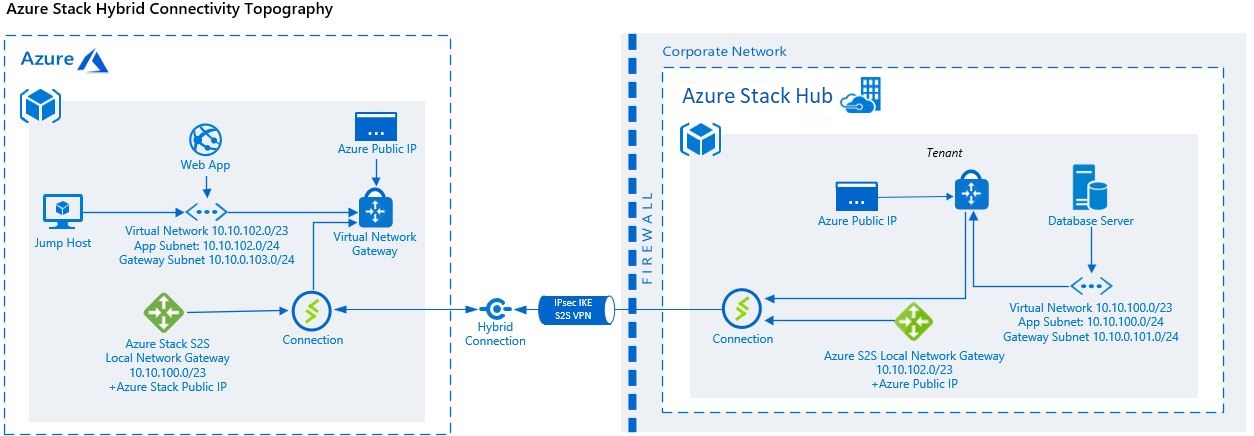 Azure Stack Hybrid Connectivity Topography
Azure
Azure Public IP
Web App
Jump Host
Virtual Network 10.10.102.0/23
App Subnet: 10.10.102.0/24
Gateway Subnet 10.10.0.103.0/24
Virtual Network
Gateway
Azure Stack S2S
Local Network Gateway
10.10.100.0/23
+Azure Stack Public IP
Connection
Hybrid
Connection
IPsec IKE
S2S VPN
FIREWALL
Corporate Network
Azure Stack Hub
Tenant
Azure Public IP
Database Server
Virtual Network 10.10.100.0/23
App Subnet: 10.10.100.0/24
Gateway Subnet 10.10.0.101.0/24
Connection
Azure S2S Local Network Gateway
10.10.102.0/23
+Azure Public IP